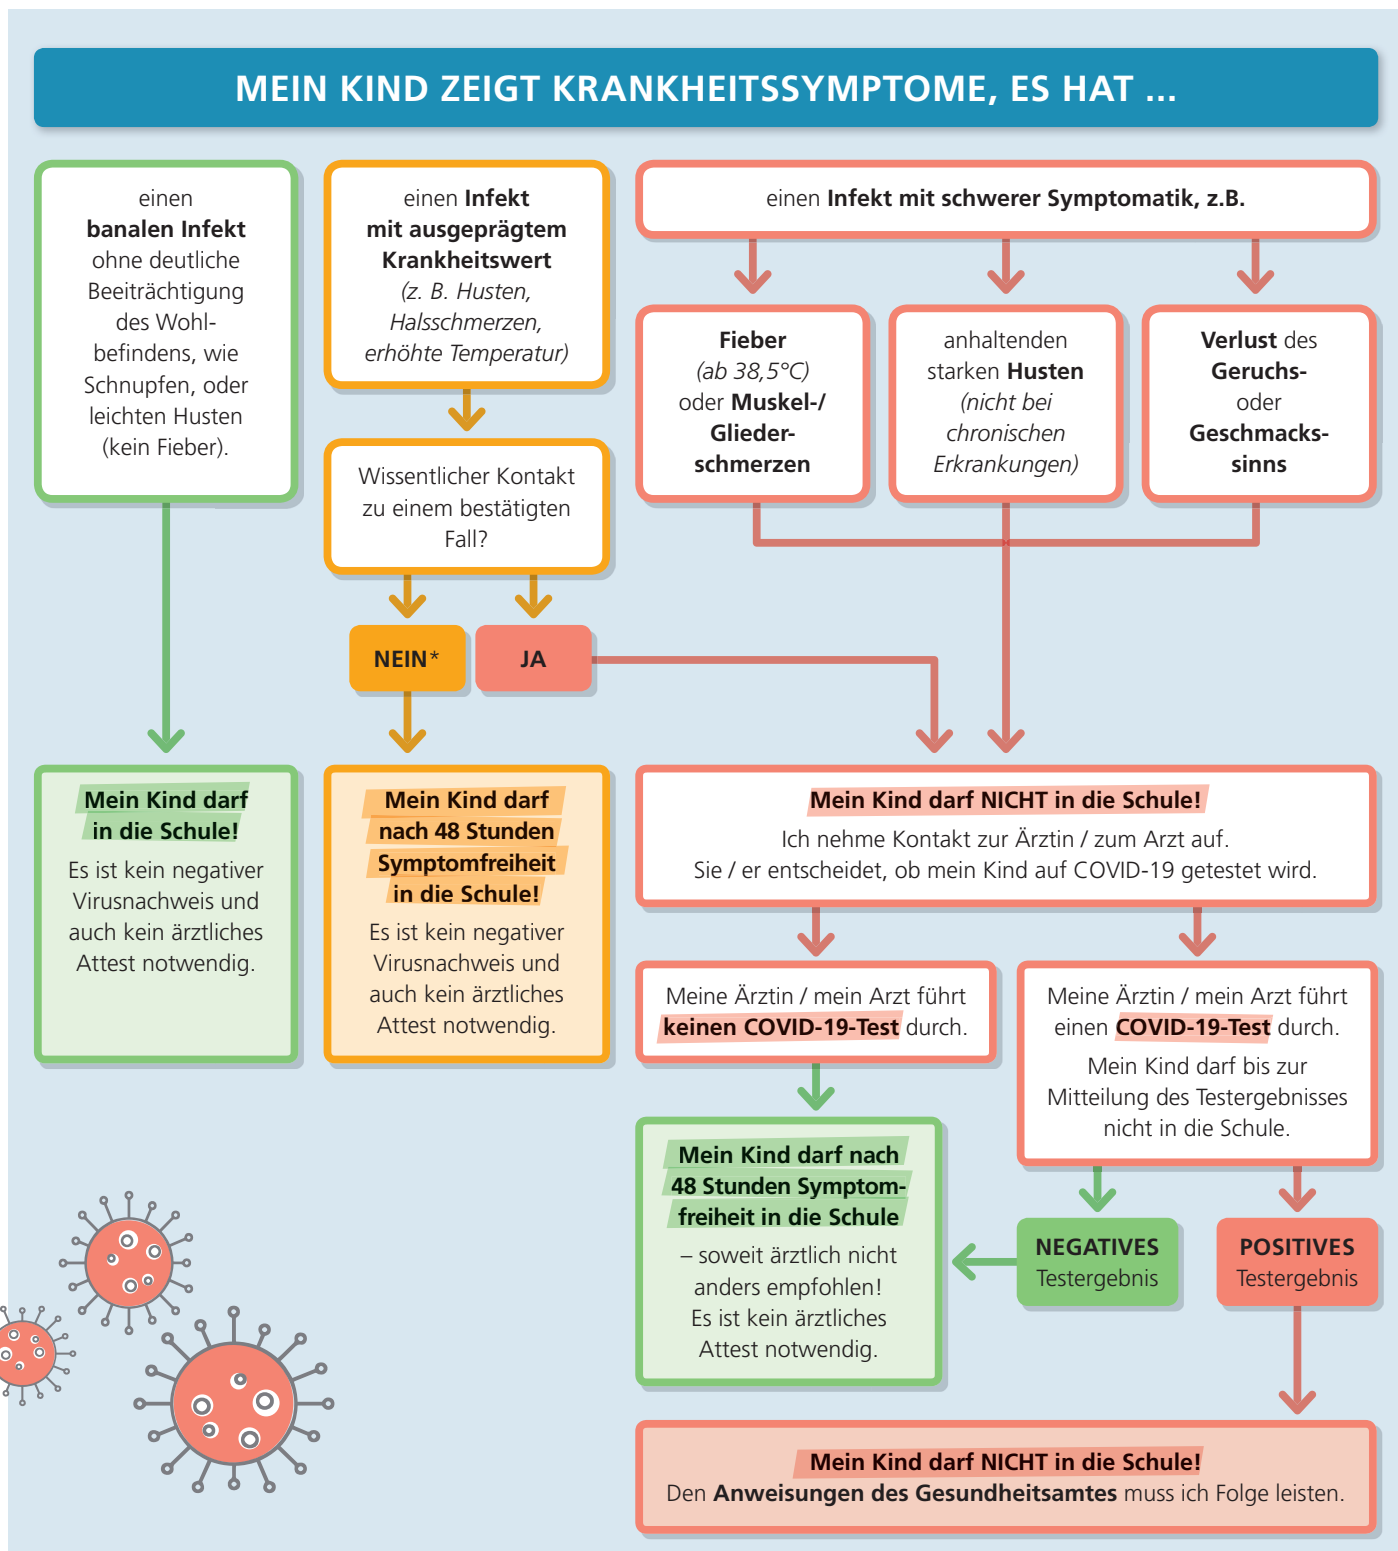 MEIN KIND ZEIGT KRANKHEITSSYMPTOME, ES HAT ...
einen
banalen Infekt
ohne deutliche
Beeiträchtigung
des Wohl-
befindens, wie
Schnupfen, oder
leichten Husten
(kein Fieber).
einen Infekt
mit ausgeprägtem
Krankheitswert
(z. B. Husten,
Halsschmerzen,
erhöhte Temperatur)
Wissentlicher Kontakt
zu einem bestätigten
Fall?
NEIN*
JA
einen Infekt mit schwerer Symptomatik, z.B.
Fieber
(ab 38,5°C)
oder Muskel-/
Glieder-
schmerzen
anhaltenden
starken Husten
(nicht bei
chronischen
Erkrankungen)
Verlust des
Geruchs-
oder
Geschmacks-
sinns
Mein Kind darf
in die Schule!
Es ist kein negativer
Virusnachweis und
auch kein ärztliches
Attest notwendig.
Mein Kind darf
nach 48 Stunden
Symptomfreiheit
in die Schule!
Es ist kein negativer
Virusnachweis und
auch kein ärztliches
Attest notwendig.
Mein Kind darf NICHT in die Schule!
Ich nehme Kontakt zur Ärztin / zum Arzt auf.
Sie / er entscheidet, ob mein Kind auf COVID-19 getestet wird.
Meine Ärztin / mein Arzt führt
keinen COVID-19-Test durch.
Meine Ärztin / mein Arzt führt
einen COVID-19-Test durch.
Mein Kind darf bis zur
Mitteilung des Testergebnisses
nicht in die Schule.
Mein Kind darf nach
48 Stunden Symptom-
freiheit in die Schule
– soweit ärztlich nicht
anders empfohlen!
Es ist kein ärztliches
Attest notwendig.
NEGATIVES
Testergebnis
POSITIVES
Testergebnis
Mein Kind darf NICHT in die Schule!
Den Anweisungen des Gesundheitsamtes muss ich Folge leisten.